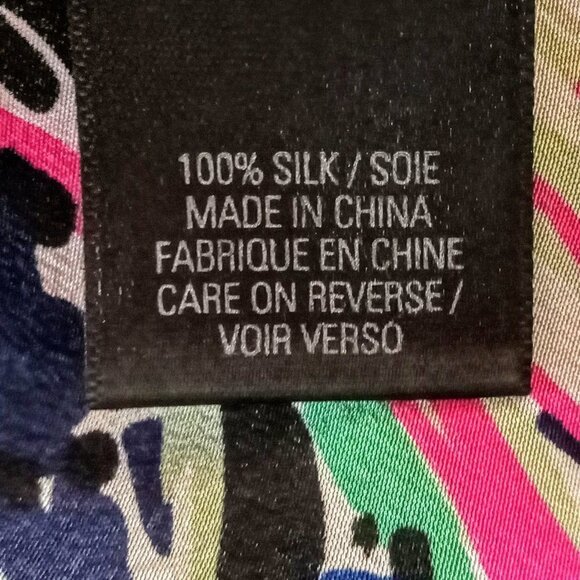 100% SILK / SOIE
MADE IN CHINA
FABRIQUE EN CHINE
CARE ON REVERSE /
VOIR VERSO